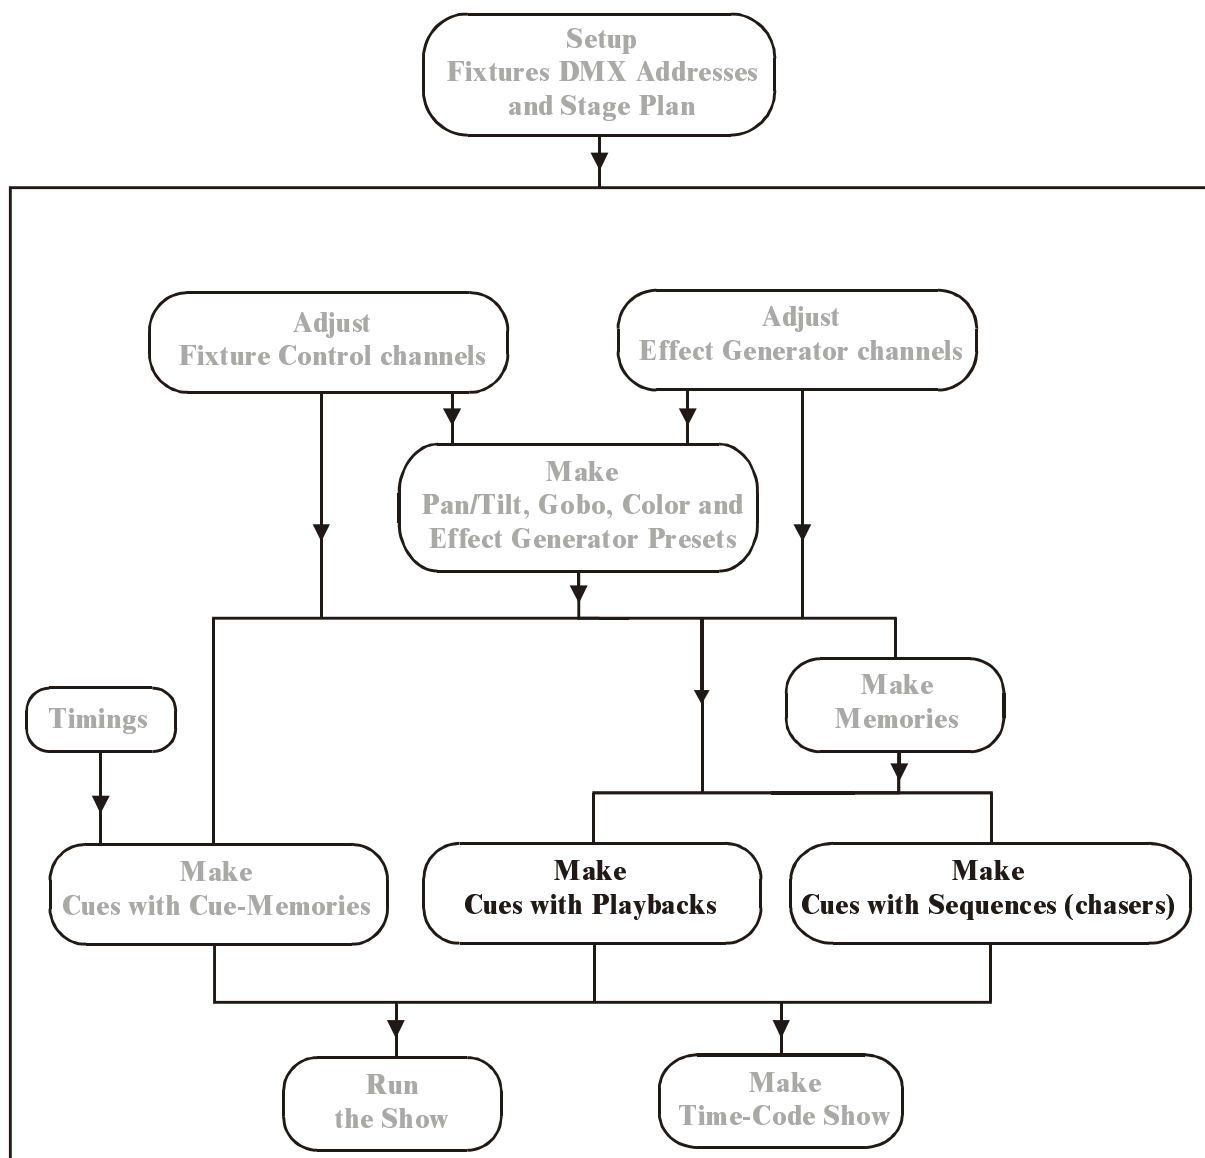 Setup
Fixtures DMX Addresses
and Stage Plan
Adjust
Fixture Control channels
Adjust
Effect Generator channels
Make
Pan/Tilt, Gobo, Color and
Effect Generator Presets
Timings
Make
Memories
Make
Cues with Cue-Memories
Make
Cues with Playbacks
Make
Cues with Sequences (chasers)
Run
the Show
Make
Time-Code Show